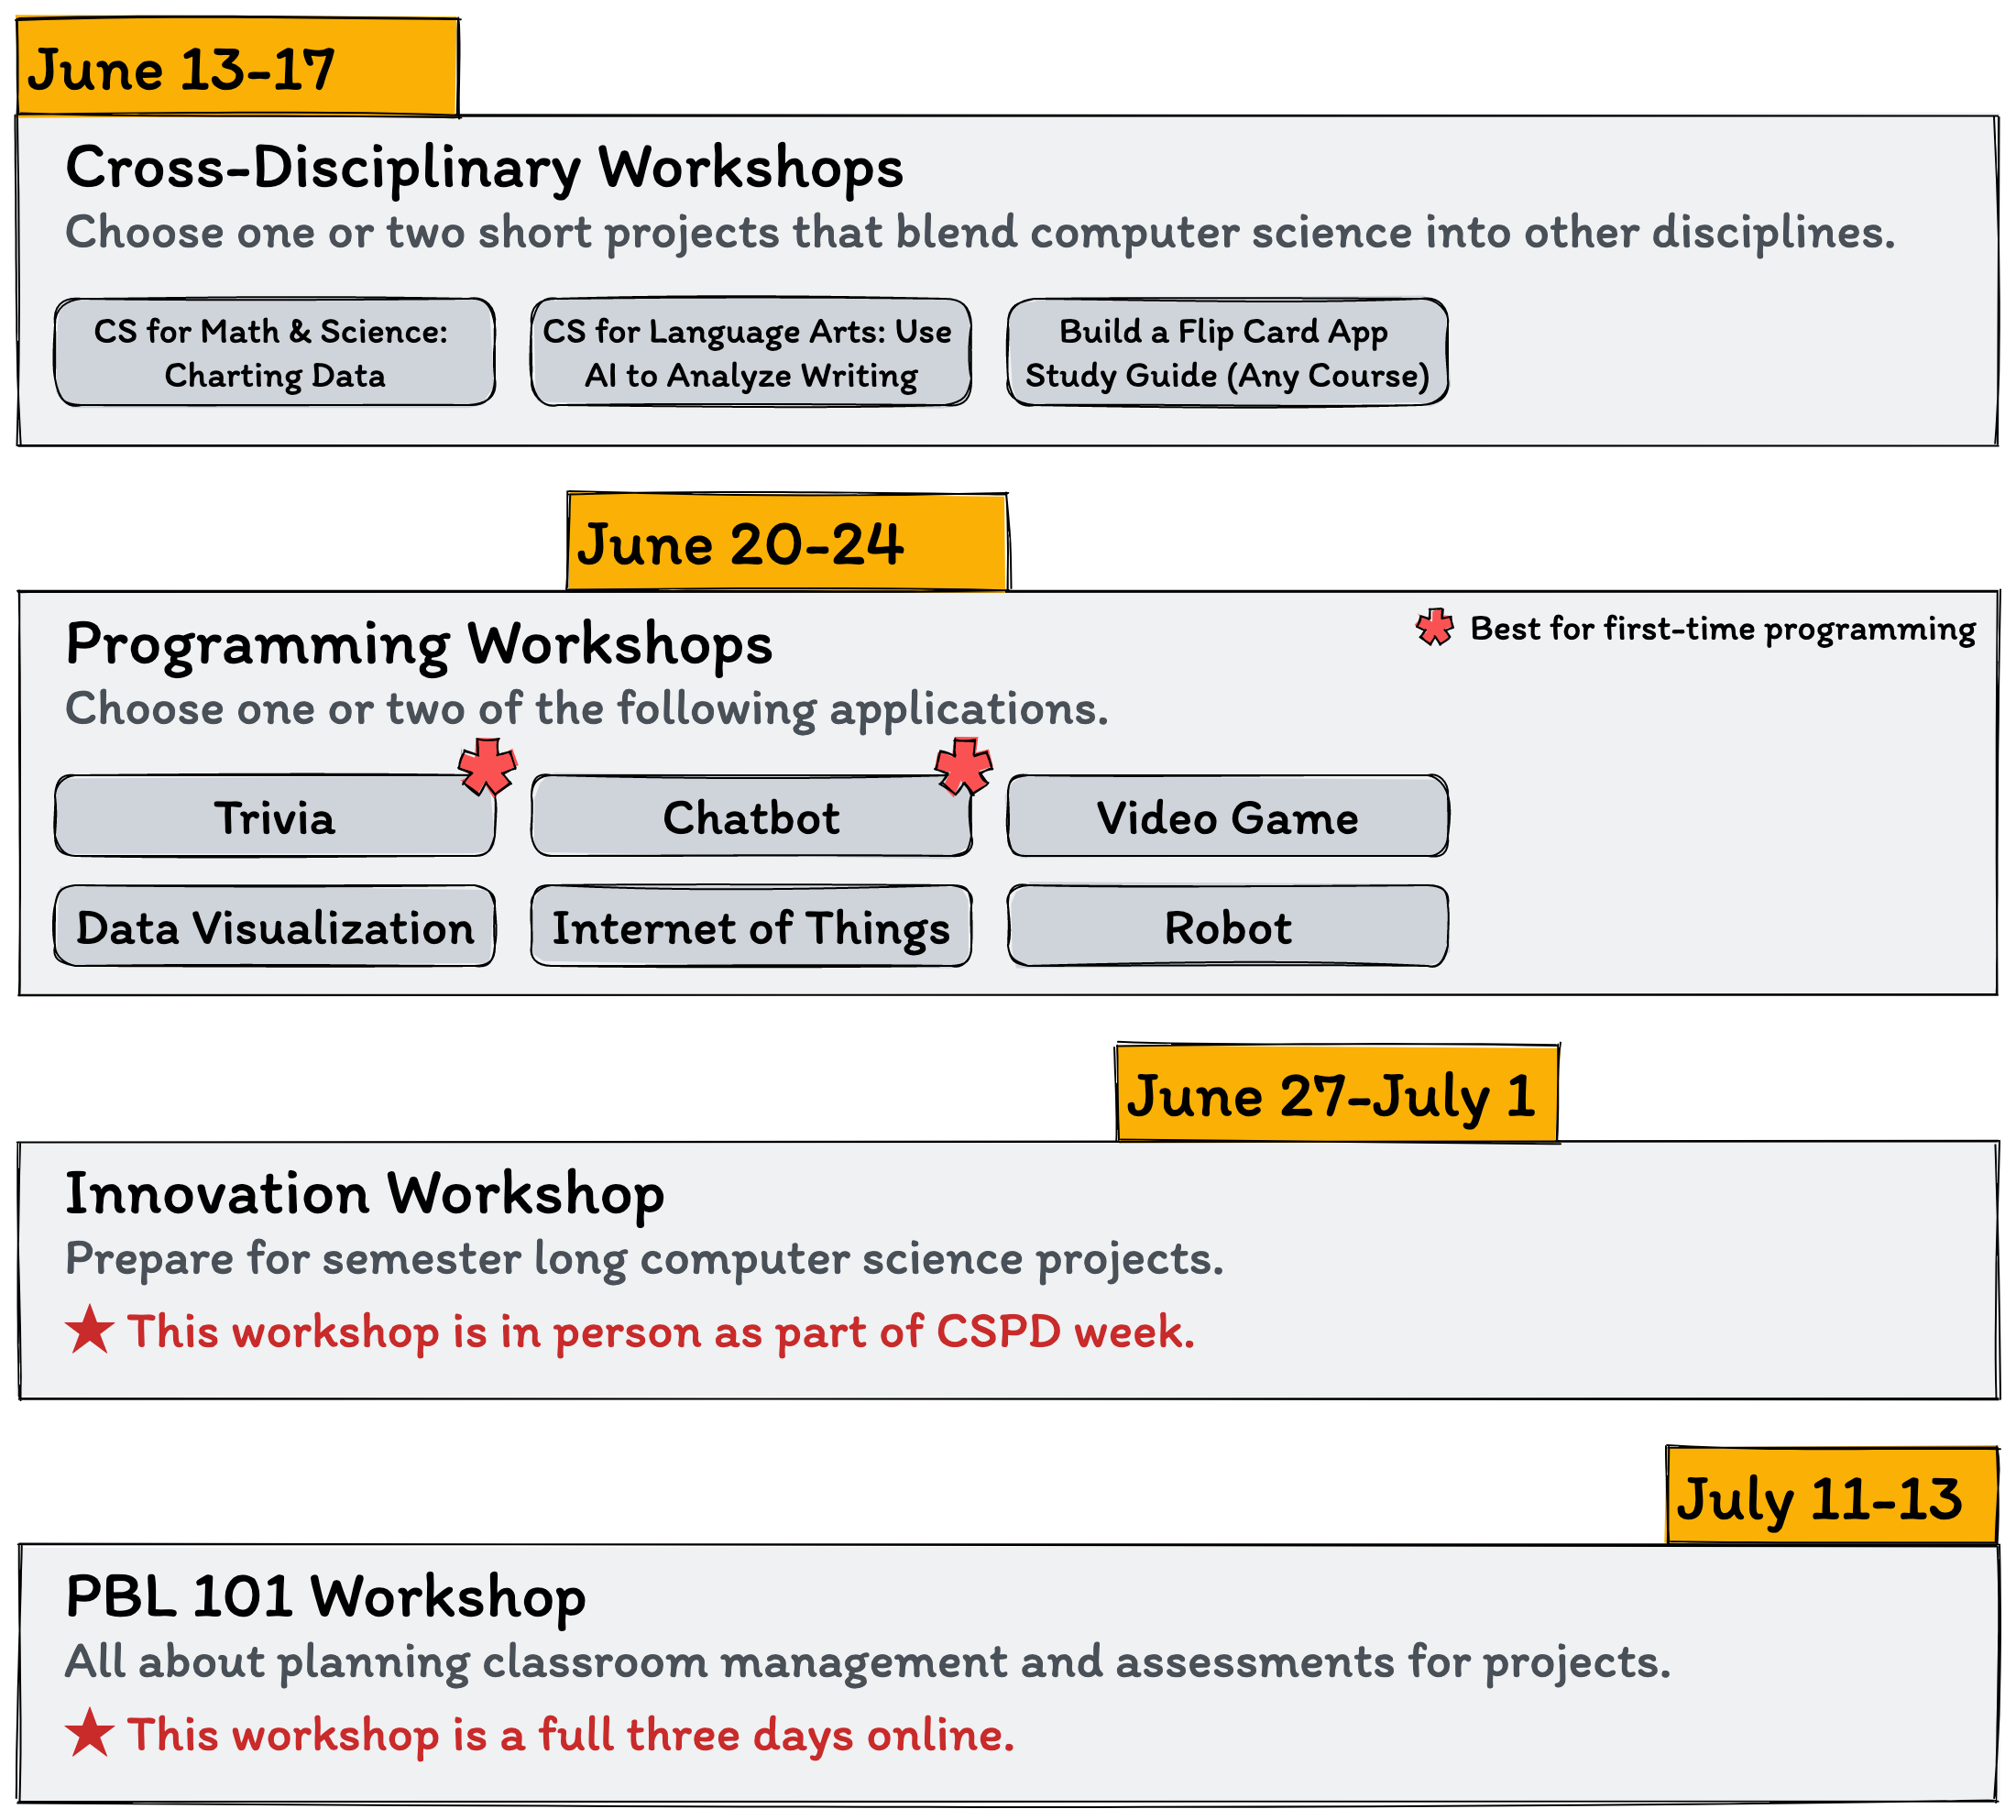 June 13-17
Cross-Disciplinary Workshops
Choose one or two short projects that blend computer science into other disciplines.
CS for Math & Science:
Charting Data
CS for Language Arts: Use
AI to Analyze Writing
Build a Flip Card App
Study Guide (Any Course)
June 20-24
Programming Workshops
Best for first-time programming
Choose one or two of the following applications.
Trivia
Chatbot
Video Game
Data Visualization
Internet of Things
Robot
June 27-July 1
Innovation Workshop
Prepare for semester long computer science projects.
This workshop is in person as part of CSPD week.
July 11-13
PBL 101 Workshop
All about planning classroom management and assessments for projects.
This workshop is a full three days online.